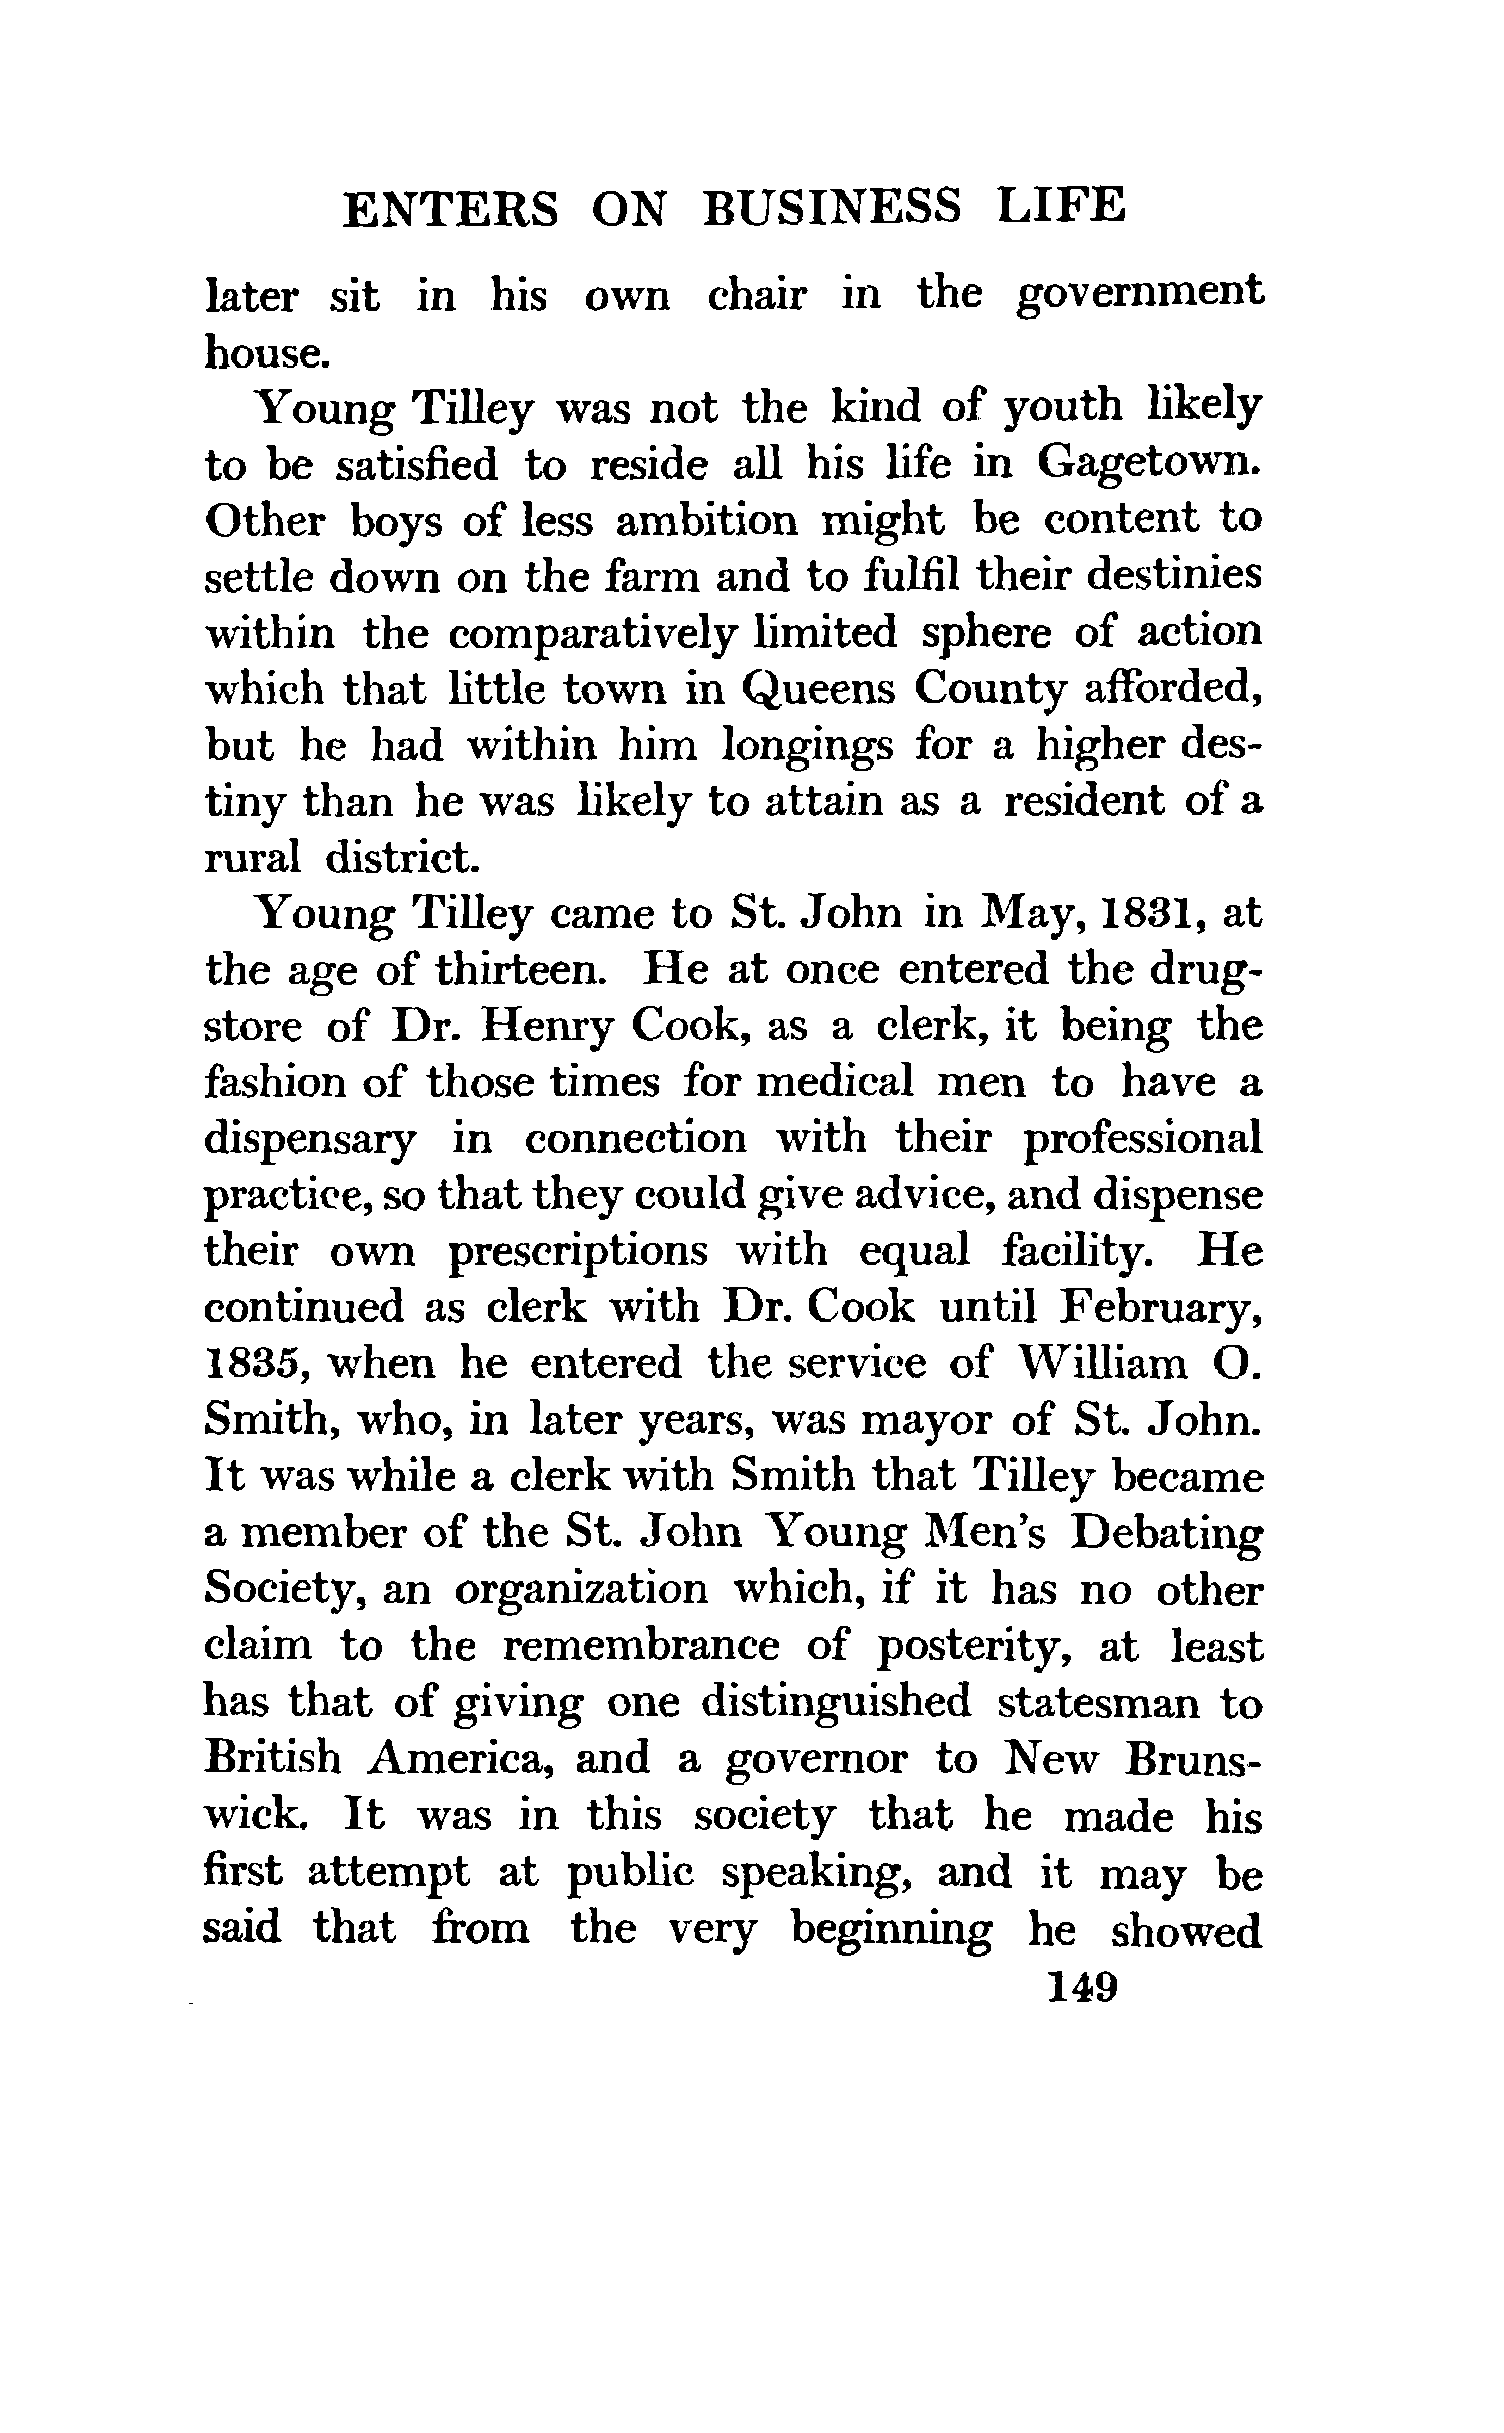 ENTERS ON BUSINESS LIFE
later sit in his own chair in the government
house.
Young Tilley was not the kind of youth likely
to be satisfied to reside all his life in Gagetown.
Other boys of less ambition might be content to
settle down on the farm and to fulfil their destinies
within the comparatively limited sphere of action
which that little town in Queens County afforded,
but he had within him longings for a higher des-
tiny than he was likely to attain as a resident of a
rural district.
Young Tilley came to St. John in May, 1831, at
the age of thirteen. He at once entered the drug-
store of Dr. Henry Cook, as a clerk, it being the
fashion of those times for medical men to have a
dispensary in connection with their professional
practice, so that they could give advice, and dispense
their own prescriptions with equal facility. He
continued as clerk with Dr. Cook until February,
1835, when he entered the service of William O.
Smith, who, in later years, was mayor of St. John.
It was while a clerk with Smith that Tilley became
a member of the St. John Young Men's Debating
Society, an organization which, if it has no other
claim to the remembrance of posterity, at least
has that of giving one distinguished statesman to
British America, and a governor to New Bruns-
wick. It was in this society that he made his
first attempt at public speaking, and it may be
said that from the very beginning he showed
149